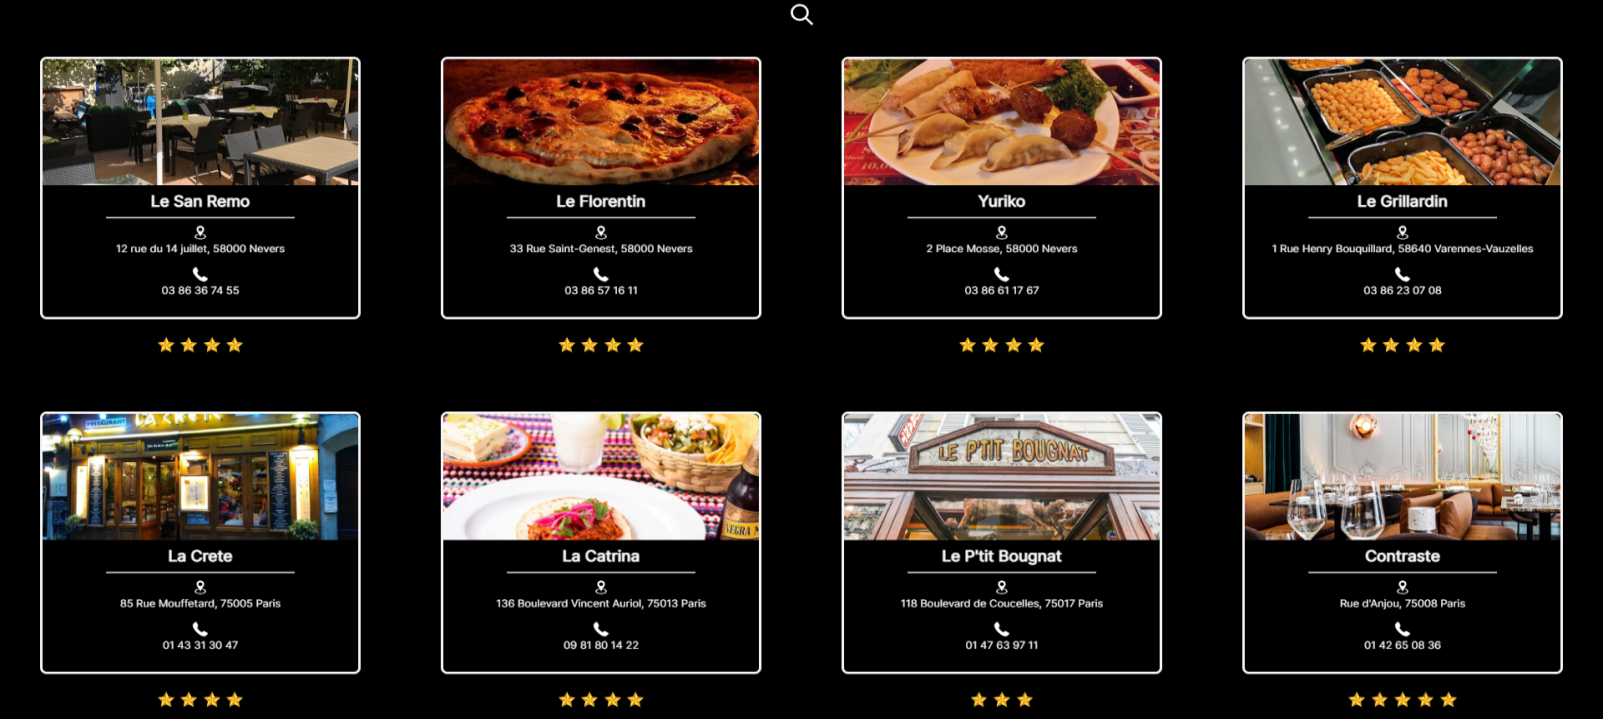 Le San Remo
12 rue du 14 juillet, 58000 Nevers
03 86 36 74 55
Le Florentin
33 Rue Saint-Genest, 58000 Nevers
03 86 57 16 11
Yuriko
2 Place Mosse, 58000 Nevers
03 86 61 17 67
Le Grillardin
1 Rue Henry Bouquillard, 58640 Varennes-Vauzelles
03 86 23 07 08
RESTAURANT
La Crete
85 Rue Mouffetard, 75005 Paris
01 43 31 30 47
NEGRA
La Catrina
136 Boulevard Vincent Auriol, 75013 Paris
09 81 80 14 22
LE P'TIT BOUGNAT
Le P'tit Bougnat
118 Boulevard de Coucelles, 75017 Paris
01 47 63 97 11
Contraste
Rue d'Anjou, 75008 Paris
01 42 65 08 36